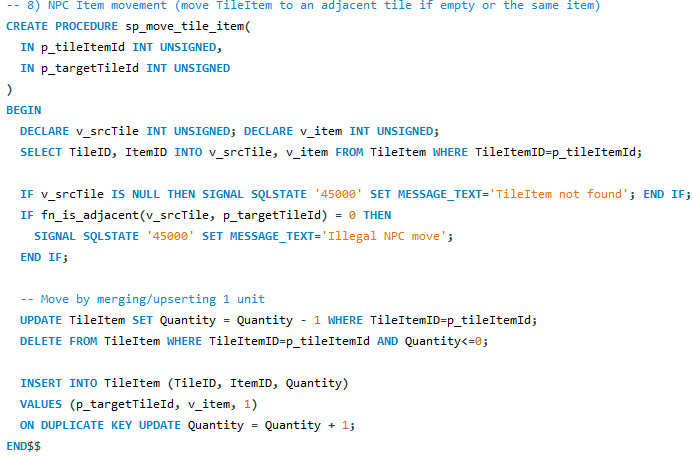 -- 8) NPC Item movement (move TileItem to an adjacent tile if empty or the same item)
CREATE PROCEDURE sp_move_tile_item(
  IN p_tileItemId INT UNSIGNED,
  IN p_targetTileId INT UNSIGNED
)
BEGIN
  DECLARE v_srcTile INT UNSIGNED; DECLARE v_item INT UNSIGNED;
  SELECT TileID, ItemID INTO v_srcTile, v_item FROM TileItem WHERE TileItemID=p_tileItemId;

  IF v_srcTile IS NULL THEN SIGNAL SQLSTATE '45000' SET MESSAGE_TEXT='TileItem not found'; END IF;
  IF fn_is_adjacent(v_srcTile, p_targetTileId) = 0 THEN
    SIGNAL SQLSTATE '45000' SET MESSAGE_TEXT='Illegal NPC move';
  END IF;

  -- Move by merging/upserting 1 unit
  UPDATE TileItem SET Quantity = Quantity - 1 WHERE TileItemID=p_tileItemId;
  DELETE FROM TileItem WHERE TileItemID=p_tileItemId AND Quantity<=0;

  INSERT INTO TileItem (TileID, ItemID, Quantity)
  VALUES (p_targetTileId, v_item, 1)
  ON DUPLICATE KEY UPDATE Quantity = Quantity + 1;
END$$